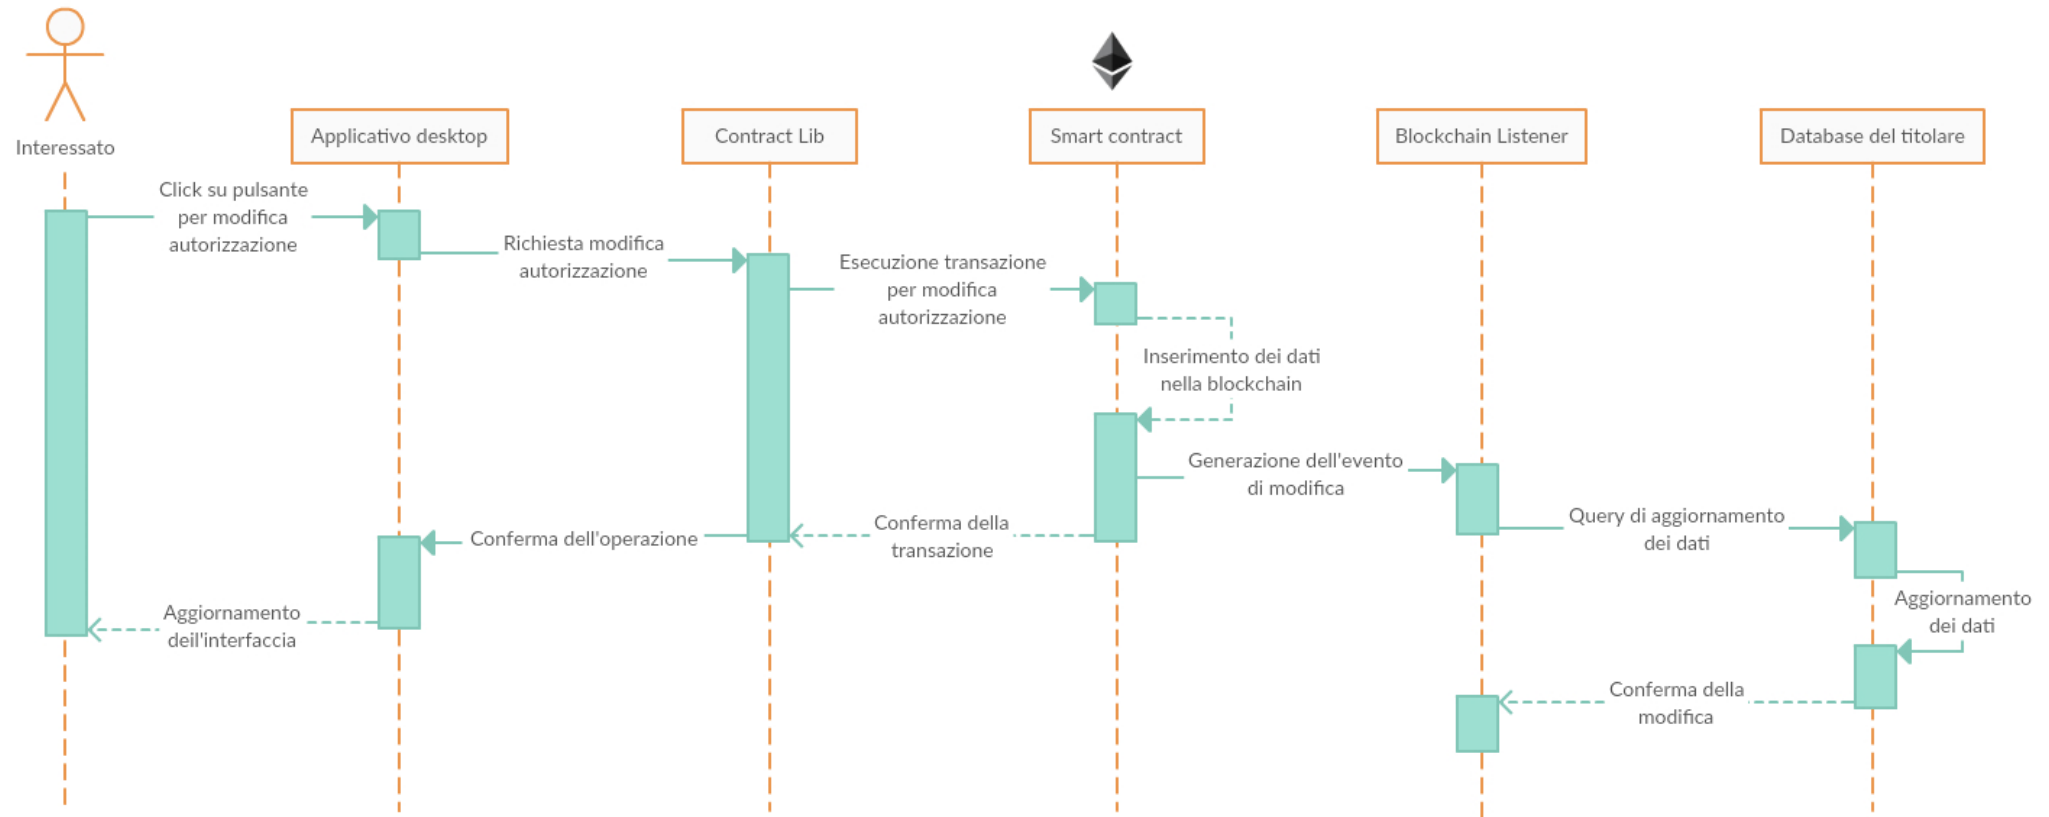 Interessato
Applicativo desktop
Contract Lib
Smart contract
Blockchain Listener
Database del titolare
Click su pulsante
per modifica
autorizzazione
Richiesta modifica
autorizzazione
Esecuzione transazione
per modifica
autorizzazione
Inserimento dei dati
nella blockchain
Generazione dell'evento
di modifica
Query di aggiornamento
dei dati
Conferma della
transazione
Conferma dell'operazione
Aggiornamento
dei dati
Aggiornamento
deil'interfaccia
Conferma della
modifica